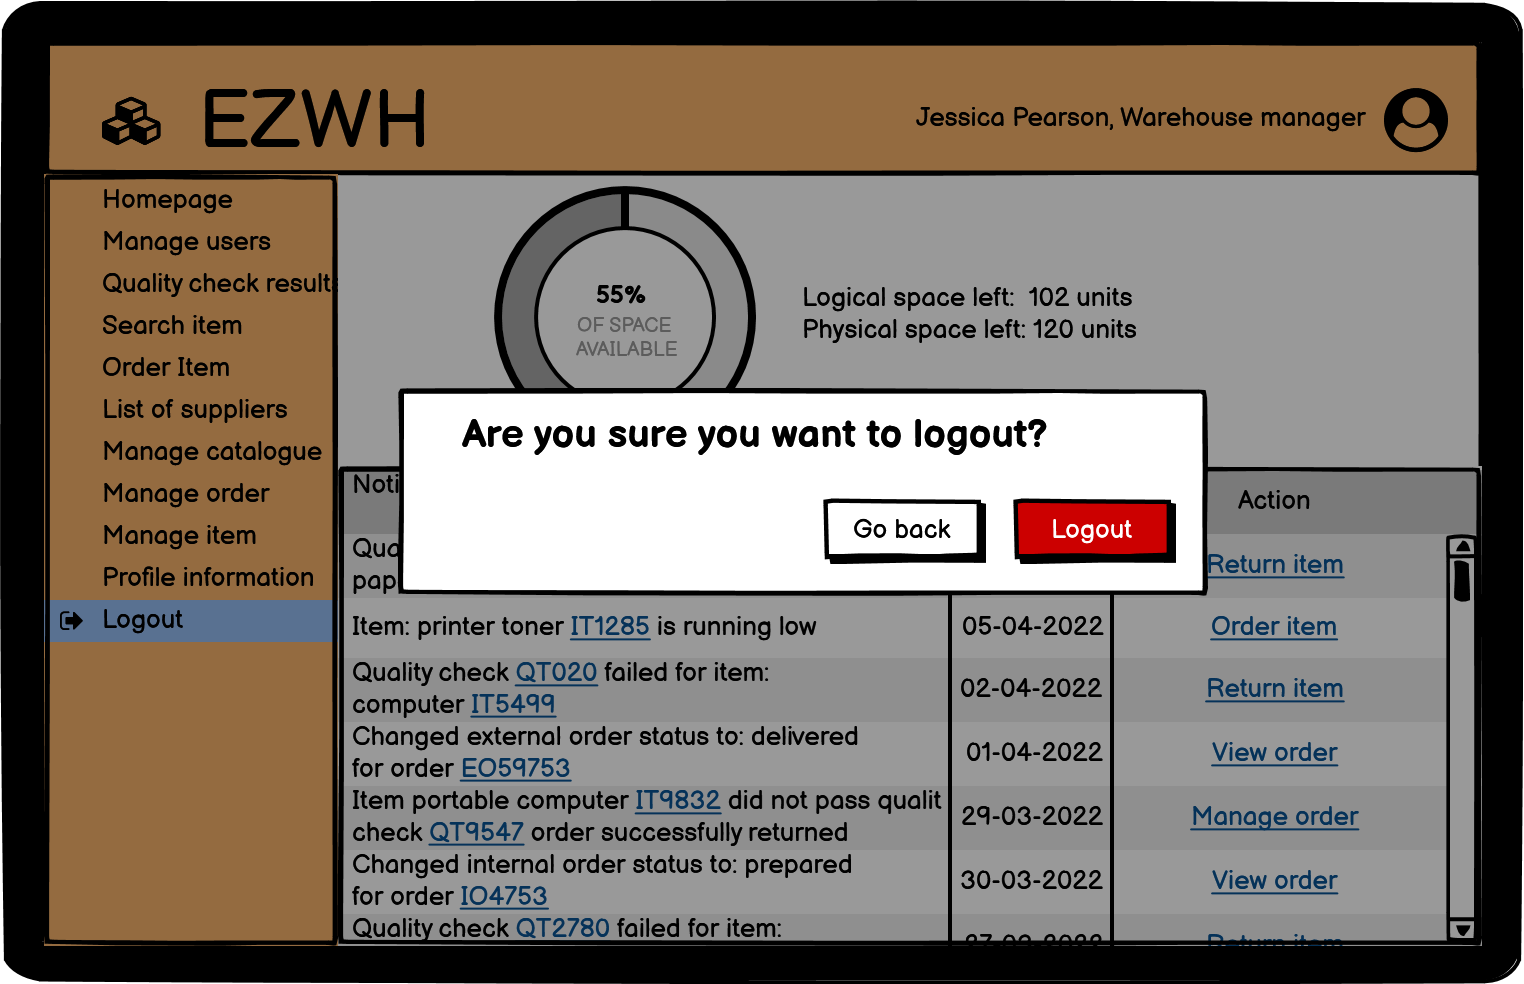 EZWH
Jessica Pearson, Warehouse manager
Homepage
Manage users
Quality check results
Search item
Order Item
List of suppliers
Manage catalogue
Manage order
Manage item
Profile information
Logout
55%
OF SPACE
AVAILABLE
Logical space left: 102 units
Physical space left: 120 units
Are you sure you want to logout?
Go back
Logout
Noti
Action
Qua
pap
Return item
Item: printer toner IT1285 is running low
05-04-2022
Order item
Quality check QT020 failed for item:
computer IT5499
02-04-2022
Return item
Changed external order status to: delivered
for order EO59753
01-04-2022
View order
Item portable computer IT9832 did not pass qualit
check QT9547 order successfully returned
29-03-2022
Manage order
Changed internal order status to: prepared
for order IO4753
30-03-2022
View order
Quality check QT2780 failed for item:
Return item